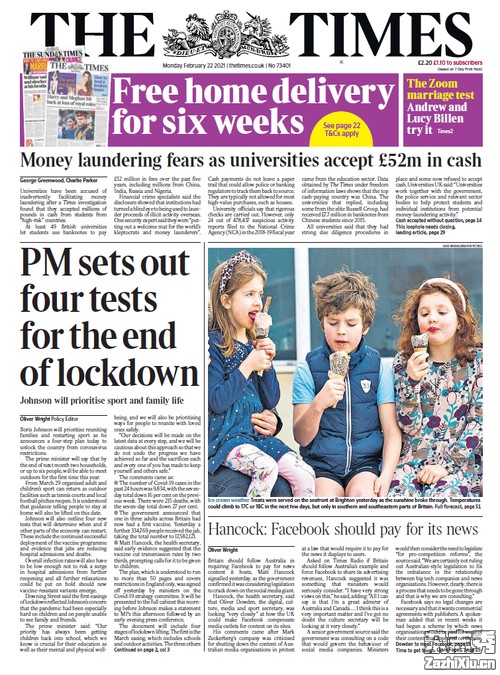 THE TIMES
Monday February 22 2021 | thetimes.co.uk | No 73401
£2.20 £1.10 to subscribers
(based on 7 Day Print Pack)
THE SUNDAY TIMES
THE TIMES
Free home delivery
for six weeks
See page 22
T&Cs apply
The Zoom
marriage test
Andrew and
Lucy Billen
try it Times2
Money laundering fears as universities accept £52m in cash
George Greenwood, Charlie Parker
Universities have been accused of
inadvertently facilitating money
laundering after a Times investigation
found that they accepted millions of
pounds in cash from students from
"high-risk" countries.
At least 49 British universities
let students use banknotes to pay
£52 million in fees over the past five
years, including millions from China,
India, Russia and Nigeria.
Financial crime specialists said the
disclosure showed that institutions had
turned a blind eye to being used to laun-
der proceeds of illicit activity overseas.
One security expert said they were "put-
ting out a welcome mat for the world's
kleptocrats and money launderers".
Cash payments do not leave a paper
trail that could allow police or banking
regulators to track them back to source.
They are typically not allowed for most
high-value purchases, such as houses.
University officials say that rigorous
checks are carried out. However, only
24 out of 478,437 suspicious activity
reports filed to the National Crime
Agency (NCA) in the 2018-19 fiscal year
came from the education sector. Data
obtained by The Times under freedom
of information laws shows that the top
cash paying country was China. The
universities that replied, including
some from the elite Russell Group, had
received £7.2 million in banknotes from
Chinese students since 2015.
All universities said that they had
strong due diligence procedures in
place and some now refused to accept
cash. Universities UK said: "Universities
work together with the government,
the police service and relevant sector
bodies to help protect students and
individual institutions from potential
money-laundering activity."
Cash accepted without question, page 14
This loophole needs closing,
leading article, page 29
PM sets out
four tests
for the end
of lockdown
Johnson will prioritise sport and family life
Oliver Wright Policy Editor
Boris Johnson will prioritise reuniting
families and restarting sport as he
announces a four-step plan today to
unlock the country from coronavirus
restrictions.
The prime minister will say that by
the end of next month two households,
or up to six people, will be able to meet
outdoors for the first time this year.
From March 29 organised adult and
children's sport can restart on outdoor
facilities such as tennis courts and local
football pitches reopen. It is understood
that guidance telling people to stay at
home will also be lifted on this date.
Johnson will also outline four new
tests that will determine when and if
other parts of the economy can restart.
These include the continued successful
deployment of the vaccine programme
and evidence that jabs are reducing
hospital admissions and deaths.
Overall infection rates will also have
to be low enough not to risk a surge
in hospital admissions from further
reopening and all further relaxations
could be put on hold should new
vaccine-resistant variants emerge.
Downing Street said the first easings
of lockdown reflected Johnson's concern
that the pandemic had been especially
hard on children and on people unable
to see family and friends.
The prime minister said: "Our
priority has always been getting
children back into school, which we
know is crucial for their education as
well as their mental and physical well-
being, and we will also be prioritising
ways for people to reunite with loved
ones safely.
"Our decisions will be made on the
latest data at every step, and we will be
cautious about this approach so that we
do not undo the progress we have
achieved so far and the sacrifices each
and every one of you has made to keep
yourself and others safe."
The comments came as:
• The number of Covid-19 cases in the
past 24 hours was 9,834, with the seven-
day total down 16 per cent on the previous
week. There were 215 deaths, with
the seven-day total down 27 per cent.
• The government announced that
one in three adults across Britain had
now had a first vaccine. Yesterday a
further 334,769 people received the jab,
taking the total number to 17,582,121.
• Matt Hancock, the health secretary,
said early evidence suggested that the
vaccine cut transmission rates by two
thirds, prompting calls for it to be given
to children.
The plan, which is understood to run
to more than 50 pages and covers
restrictions in England only, was signed
off yesterday by ministers on the
Covid-19 strategy committee. It will be
presented to the full cabinet this morn-
ing before Johnson makes a statement
to MPs this afternoon followed by an
early evening press conference.
The document will include four
stages of lockdown lifting. The first is for
March easing, which includes schools
and outdoor activities. The three others
Continued on page 2, col 3
Ice cream weather Treats were served on the seafront at Brighton yesterday as the sunshine broke through. Temperatures
could climb to 17C or 18C in the next few days, but only in southern and southeastern parts of Britain. Full forecast, page 53
Hancock: Facebook should pay for its news
Oliver Wright
Britain should follow Australia in
requiring Facebook to pay for news
content it hosts, Matt Hancock
signalled yesterday, as the government
confirmed it was considering legislation
to crack down on the social media giant.
Hancock, the health secretary, said
that Oliver Dowden, the digital, cul-
ture, media and sport secretary, was
looking "very closely" at how the UK
could make Facebook compensate
media outlets for content on its sites.
His comments came after Mark
Zuckerberg's company was criticised
for shutting down the content of Aus-
tralian media organisations in protest
at a law that would require it to pay for
the news it displays to users.
Asked on Times Radio if Britain
should follow Australia's example and
force Facebook to share advertising
revenues, Hancock suggested it was
something that ministers would
seriously consider. "I have very strong
views on this," he said, adding: "All I can
say is that I'm a great admirer of
Australia and Canada . . . I think this is a
very important matter and I've got no
doubt the culture secretary will be
looking at it very closely."
A senior government source said the
government was consulting on a code
that would govern the behaviour of
online media companies. Ministers
would then consider the need to legislate
for "pre-competition reforms", the
source said. "We are certainly not ruling
out Australian-style legislation to fix
the imbalance in the relationship
between big tech companies and news
organisations. However, clearly, there is
a process that needs to be gone through
and that is why we are consulting."
Facebook says no legal changes are
necessary and that it wants commercial
agreements with publishers. A spokes-
man added that in recent weeks it
had begun a scheme by which news